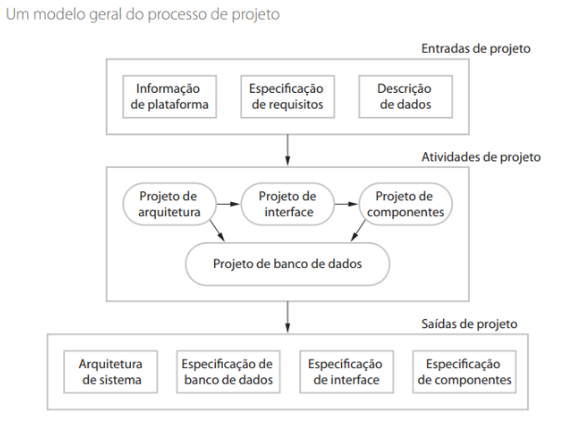 Um modelo geral do processo de projeto
Entradas de projeto
Informação
de plataforma
Especificação
de requisitos
Descrição
de dados
Atividades de projeto
Projeto de
arquitetura
Projeto de
interface
Projeto de
componentes
Projeto de banco de dados
Saídas de projeto
Arquitetura
de sistema
Especificação de
banco de dados
Especificação
de interface
Especificação
de componentes